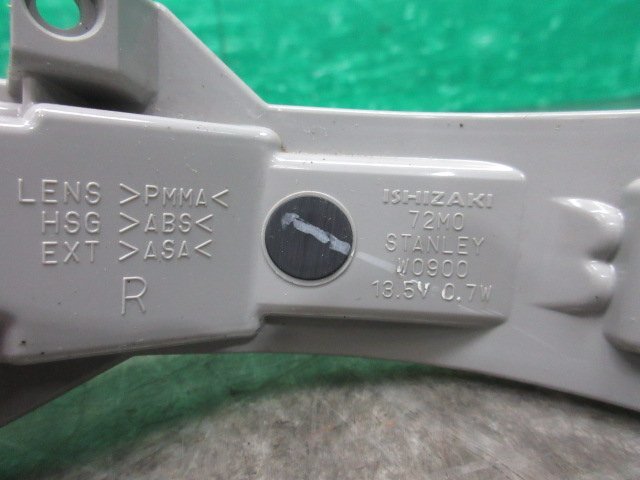 LENS >PMMA<
HSG >ABS<
EXT >ASA<
R
ISHIZAKI
72M0
STANLEY
W0900
13.5V 0.7W